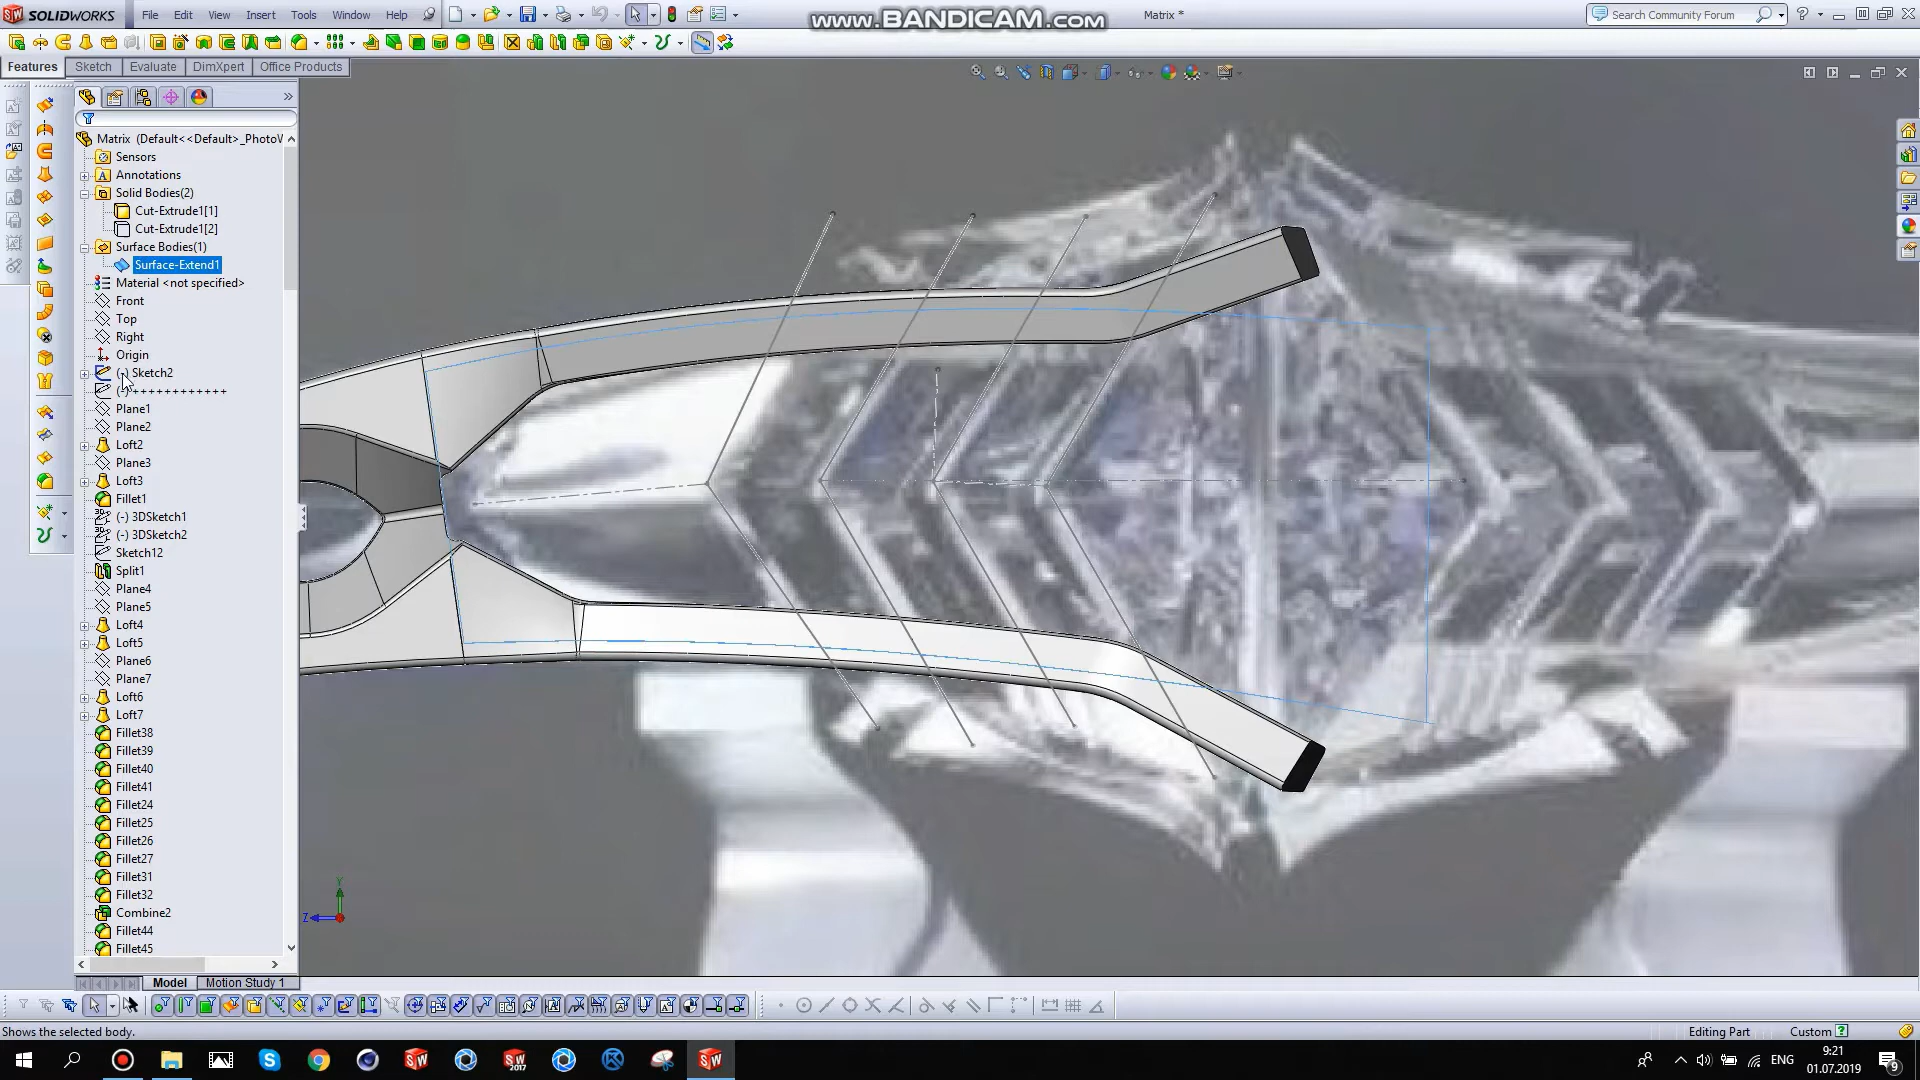 SOLIDWORKS
File Edit View Insert Tools Window Help
www.BANDICAM.com
Matrix *
Search Community Forum
Features Sketch Evaluate DimXpert Office Products
Matrix (Default<<Default>_PhotoV
Sensors
Annotations
Solid Bodies(2)
Cut-Extrude1[1]
Cut-Extrude1[2]
Surface Bodies(1)
Surface-Extend1
Material <not specified>
Front
Top
Right
Origin
(-) Sketch2
(-) ++++++++++++
Plane1
Plane2
Loft2
Plane3
Loft3
Fillet1
(-) 3DSketch1
(-) 3DSketch2
Sketch12
Split1
Plane4
Plane5
Loft4
Loft5
Plane6
Plane7
Loft6
Loft7
Fillet38
Fillet39
Fillet40
Fillet41
Fillet24
Fillet25
Fillet26
Fillet27
Fillet31
Fillet32
Combine2
Fillet44
Fillet45
Y
Z
Model Motion Study 1
Shows the selected body.
Editing Part
Custom
SW SW 2017 SW
ENG
9:21
01.07.2019
9